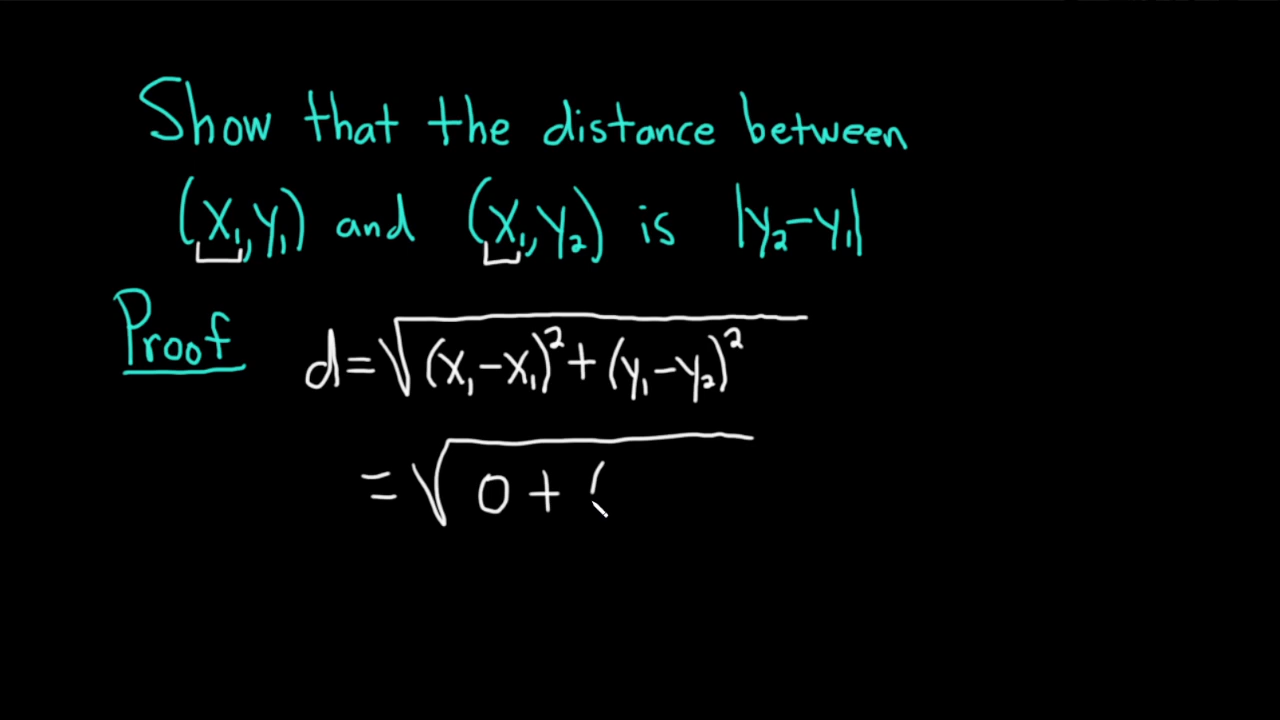 Show that the distance between
(x₁, y₁) and (x₁, y₂) is |y₂-y₁|
Proof d=√(x₁-x₁)²+(y₁-y₂)²
=√0+(